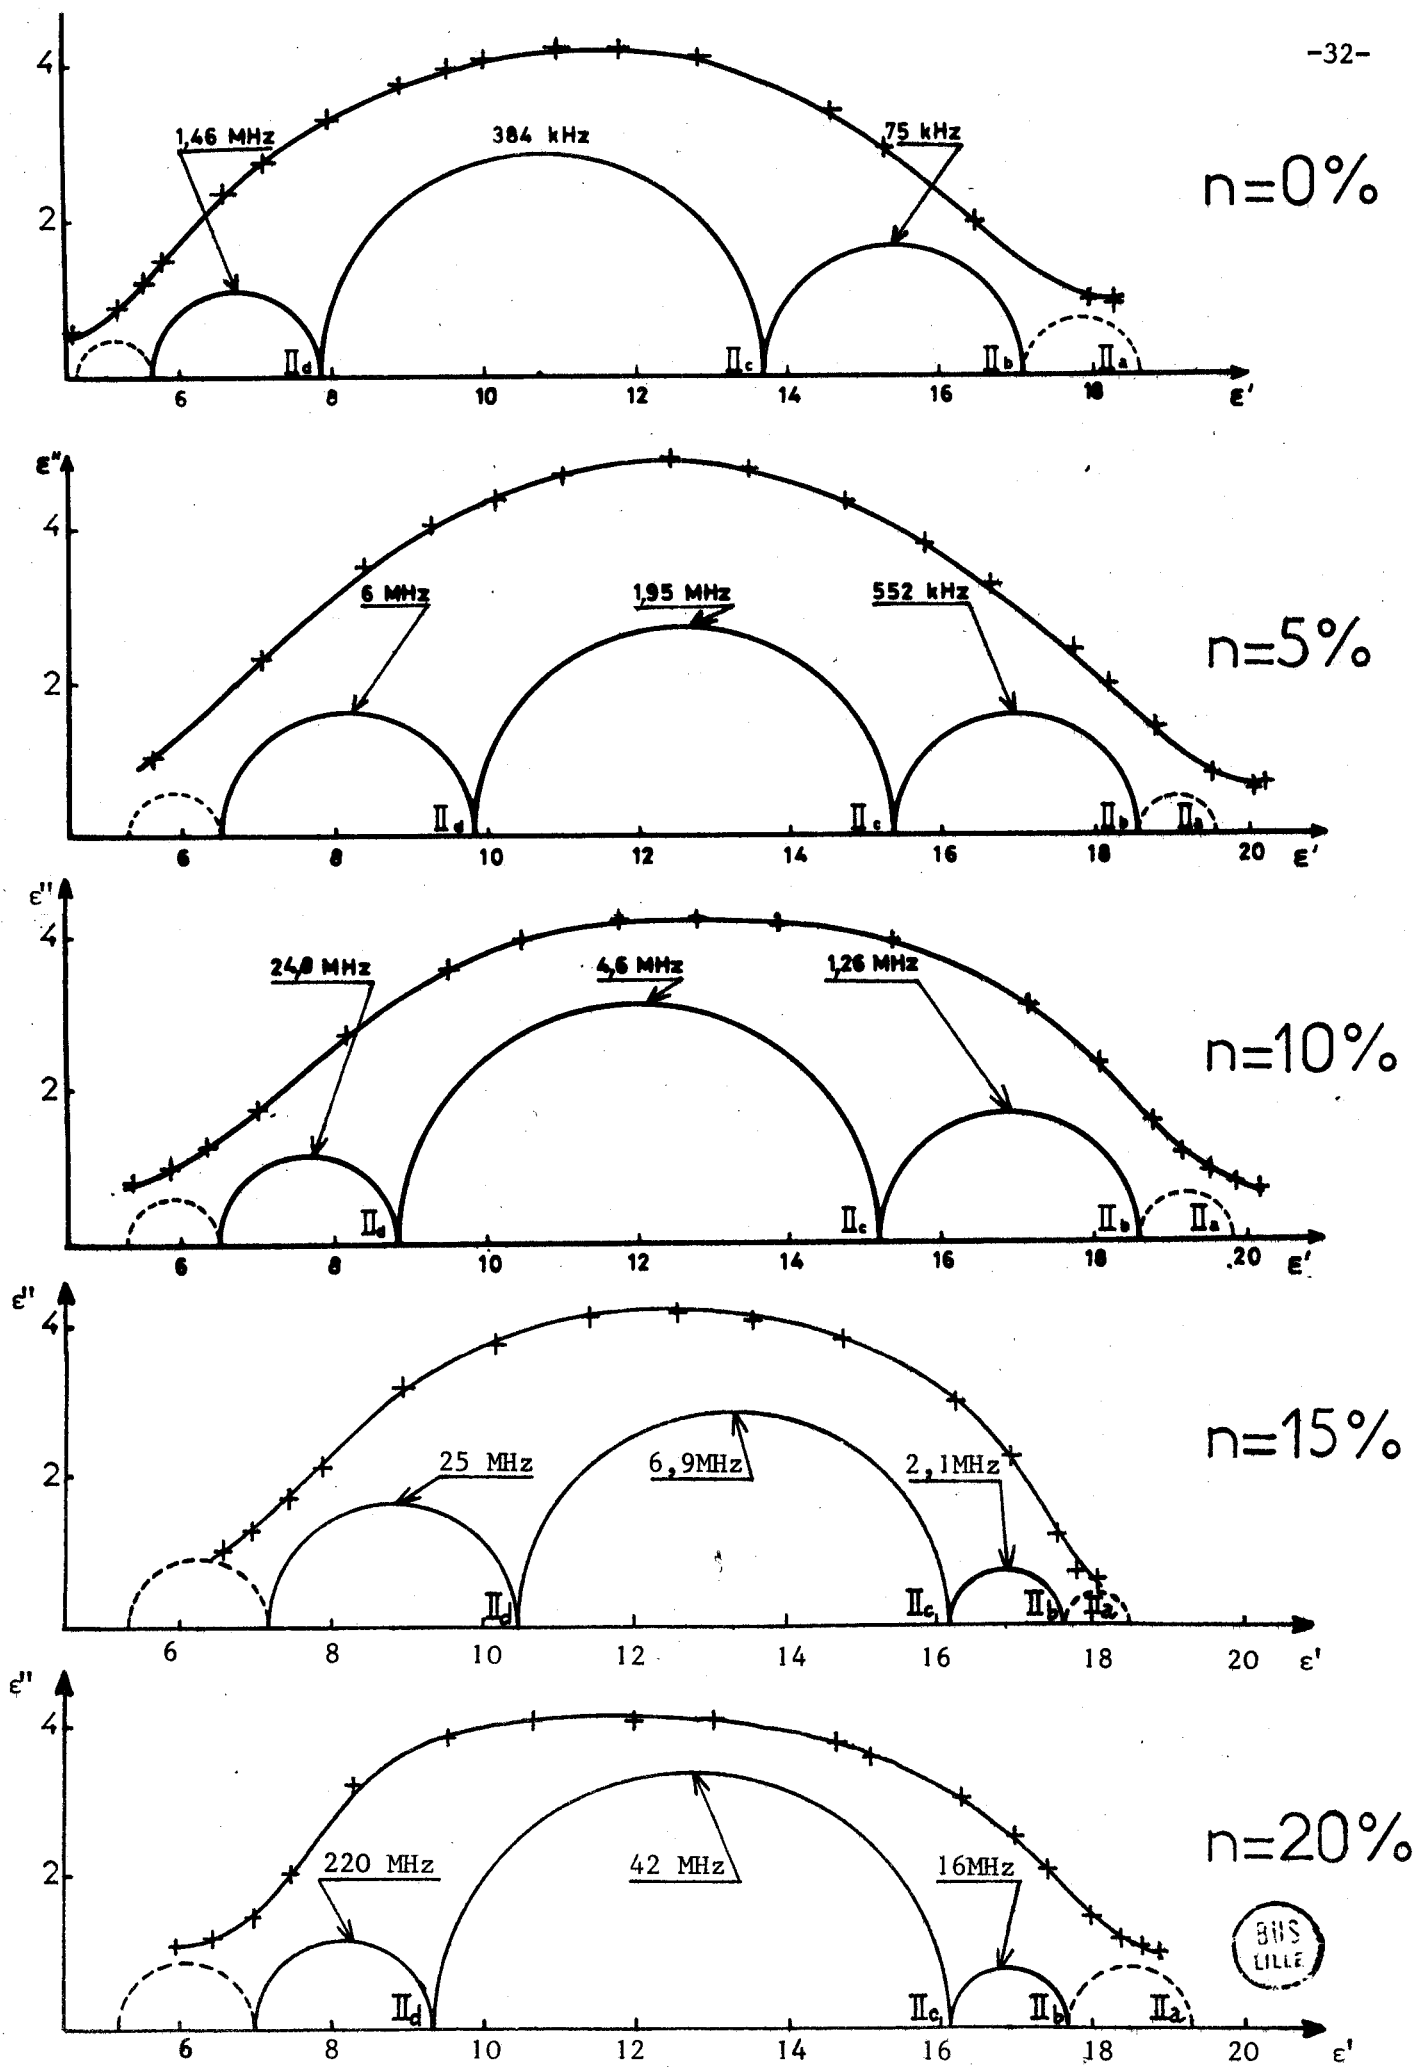 -32-
4
1,46 MHz
384 kHz
75 kHz
n=0%
2
IId
IIc
IIb
IIa
6 8 10 12 14 16 18 ε'
ε"
4
6 MHz
1,95 MHz
552 kHz
n=5%
2
IId
IIc
IIb
IIa
6 8 10 12 14 16 18 20 ε'
ε"
4
24,8 MHz
4,6 MHz
1,26 MHz
n=10%
2
IId
IIc
IIb
IIa
6 8 10 12 14 16 18 20 ε'
ε"
4
n=15%
25 MHz
6,9MHz
2,1MHz
2
IId
IIc
IIb
IIa
6 8 10 12 14 16 18 20 ε'
ε"
4
n=20%
220 MHz
42 MHz
16MHz
2
BUS
LILLE
IId
IIc
IIb
IIa
6 8 10 12 14 16 18 20 ε'